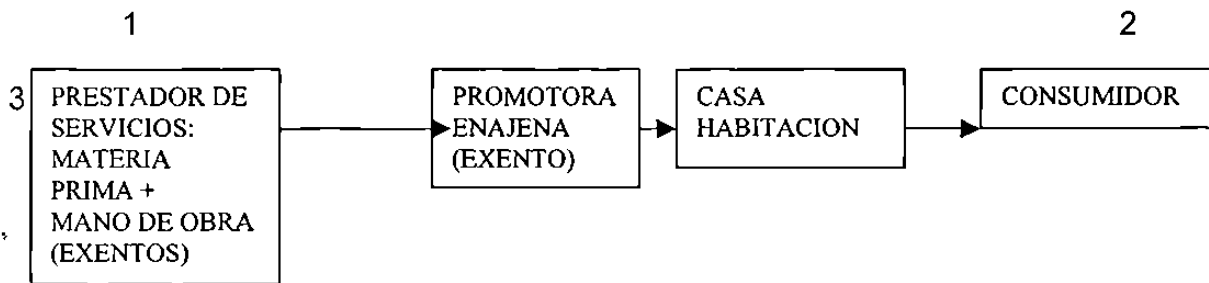 1
2
3
PRESTADOR DE
SERVICIOS:
MATERIA
PRIMA +
MANO DE OBRA
(EXENTOS)
PROMOTORA
ENAJENA
(EXENTO)
CASA
HABITACION
CONSUMIDOR